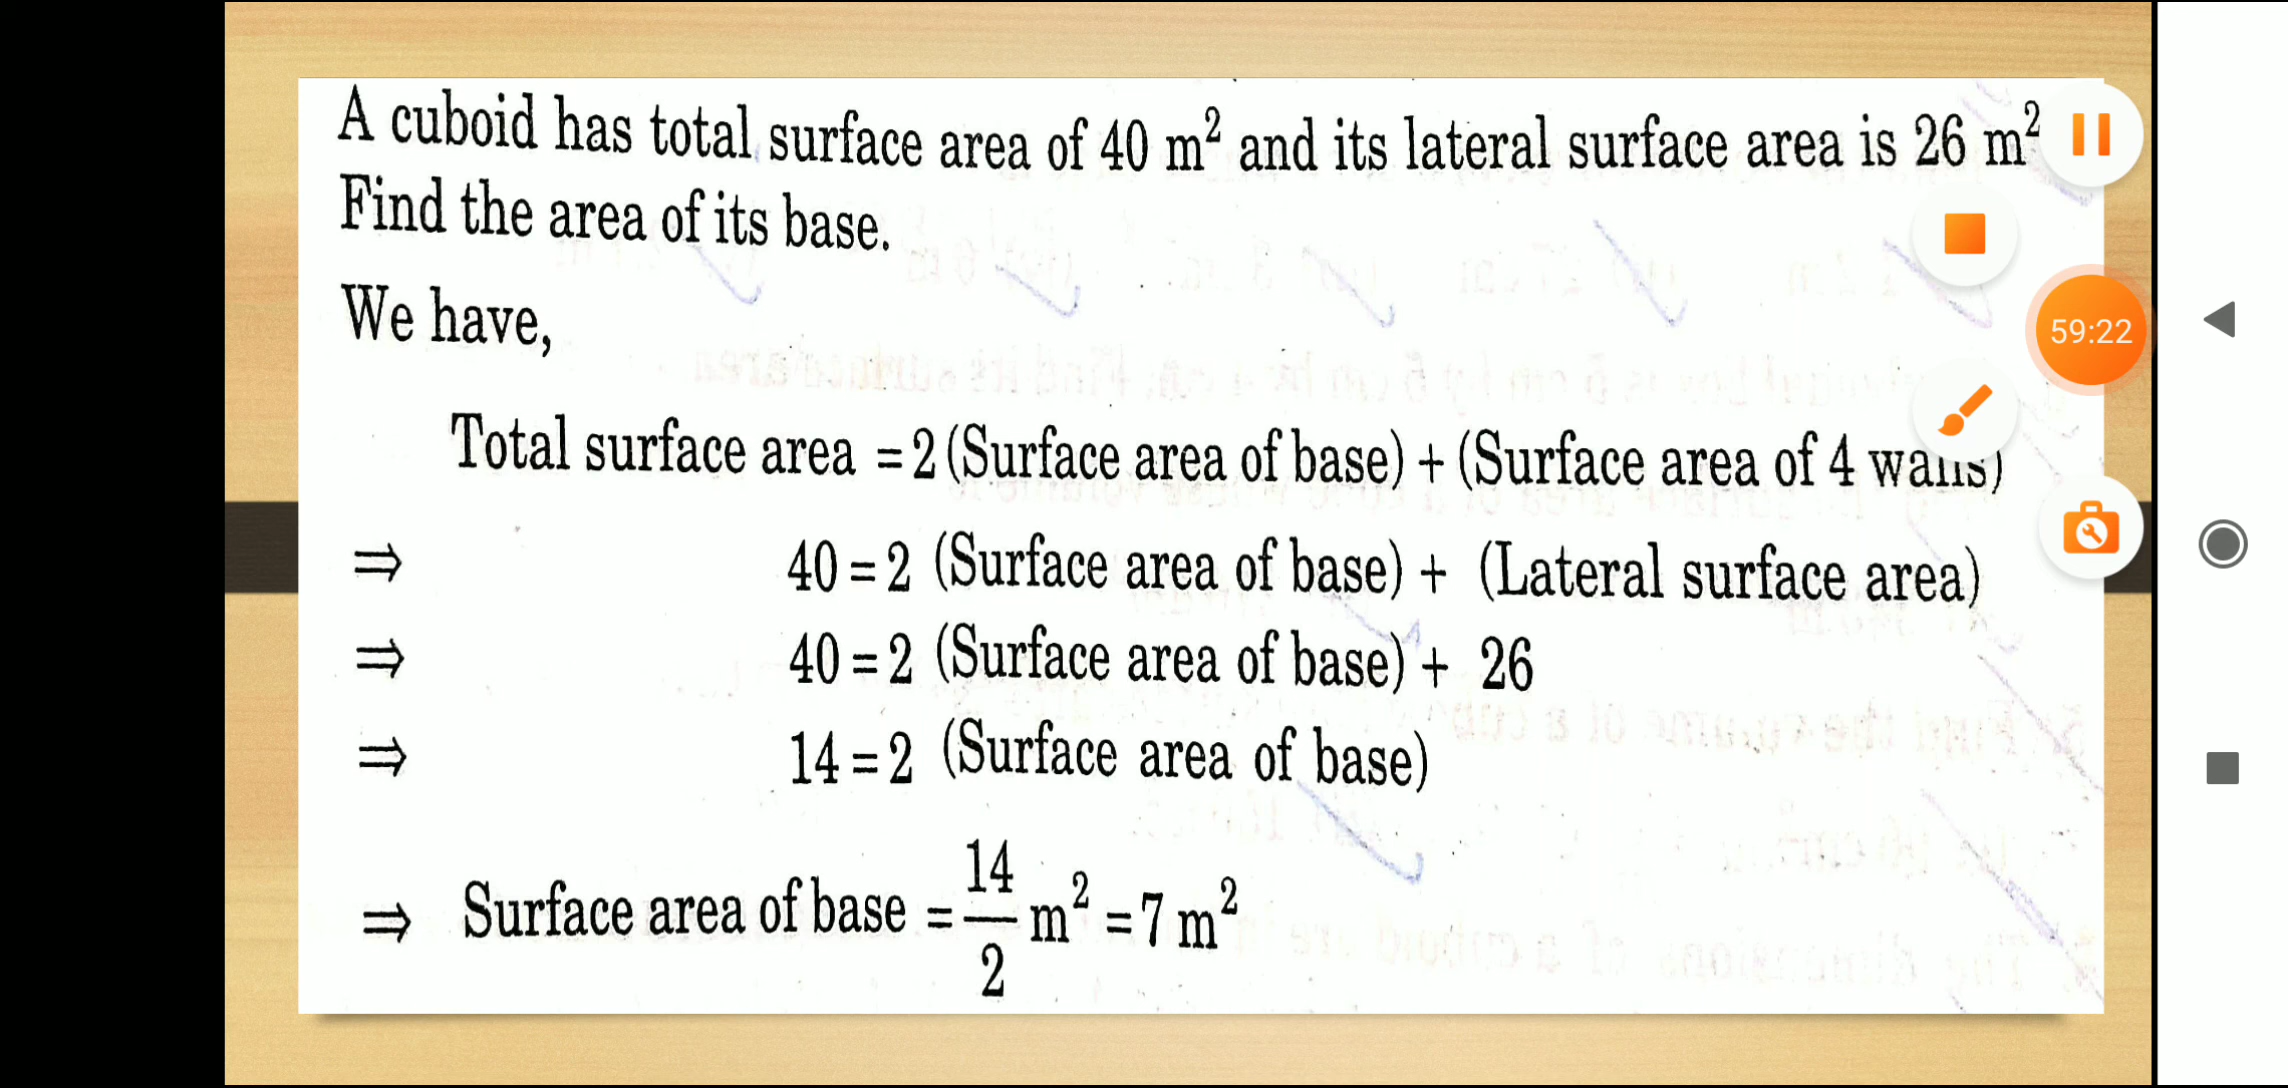 A cuboid has total surface area of 40 m² and its lateral surface area is 26 m²
Find the area of its base.
We have,
Total surface area = 2 (Surface area of base) + (Surface area of 4 walls)
⇒ 40 = 2 (Surface area of base) + (Lateral surface area)
⇒ 40 = 2 (Surface area of base) + 26
⇒ 14 = 2 (Surface area of base)
⇒ Surface area of base = 14/2 m² = 7 m²
59:22